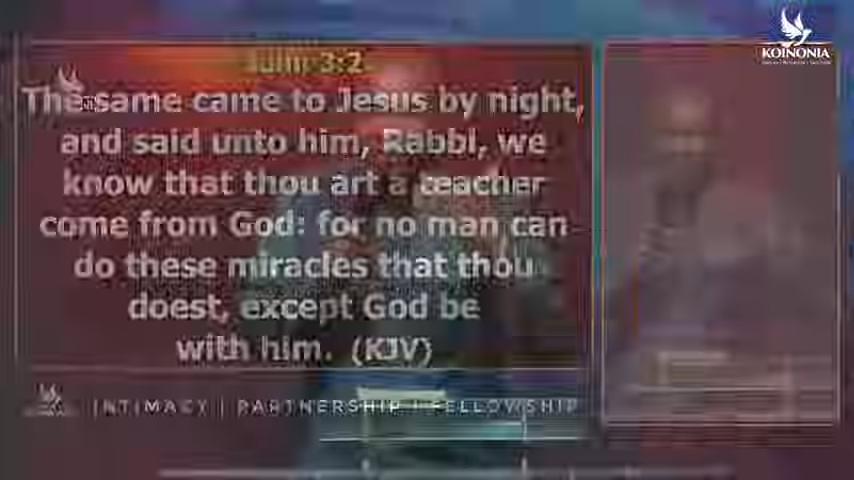 KOINONIA
John 3:2
The same came to Jesus by night,
and said unto him, Rabbi, we
know that thou art a teacher
come from God: for no man can
do these miracles that thou
doest, except God be
with him. (KJV)
INTIMACY | PARTNERSHIP | FELLOWSHIP